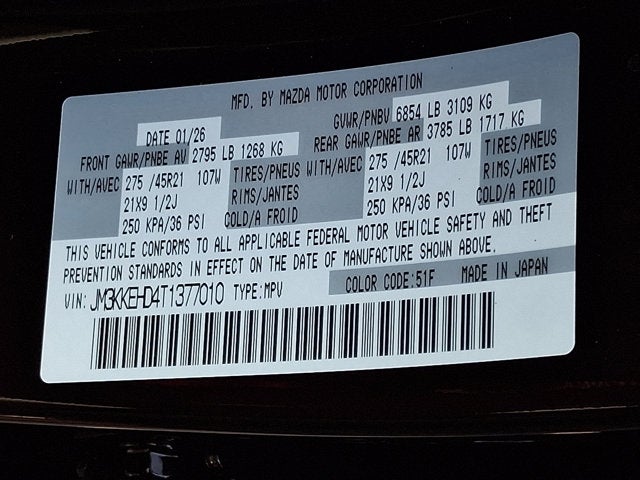 MFD. BY MAZDA MOTOR CORPORATION
DATE 01/26 GVWR/PNBV 6854 LB 3109 KG
FRONT GAWR/PNBE AV 2795 LB 1268 KG REAR GAWR/PNBE AR 3785 LB 1717 KG
WITH/AVEC 275 /45R21 107W TIRES/PNEUS WITH/AVEC 275 /45R21 107W TIRES/PNEUS
21X9 1/2J RIMS/JANTES 21X9 1/2J RIMS/JANTES
250 KPA/36 PSI COLD/A FROID 250 KPA/36 PSI COLD/A FROID
THIS VEHICLE CONFORMS TO ALL APPLICABLE FEDERAL MOTOR VEHICLE SAFETY AND THEFT
PREVENTION STANDARDS IN EFFECT ON THE DATE OF MANUFACTURE SHOWN ABOVE.
VIN: JM3KKEHD4T1377010 TYPE:MPV COLOR CODE:51F MADE IN JAPAN